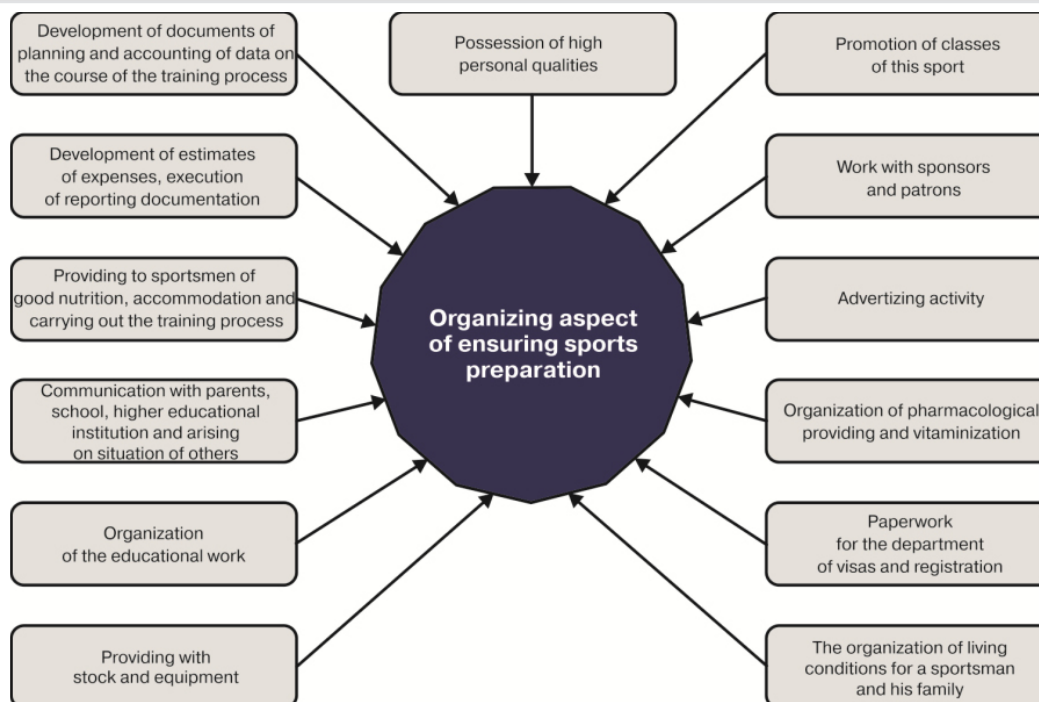 Development of documents of
planning and accounting of data on
the course of the training process
Possession of high
personal qualities
Promotion of classes
of this sport
Development of estimates
of expenses, execution
of reporting documentation
Work with sponsors
and patrons
Providing to sportsmen of
good nutrition, accommodation and
carrying out the training process
Organizing aspect
of ensuring sports
preparation
Advertizing activity
Communication with parents,
school, higher educational
institution and arising
on situation of others
Organization of pharmacological
providing and vitaminization
Organization
of the educational work
Paperwork
for the department
of visas and registration
Providing with
stock and equipment
The organization of living
conditions for a sportsman
and his family